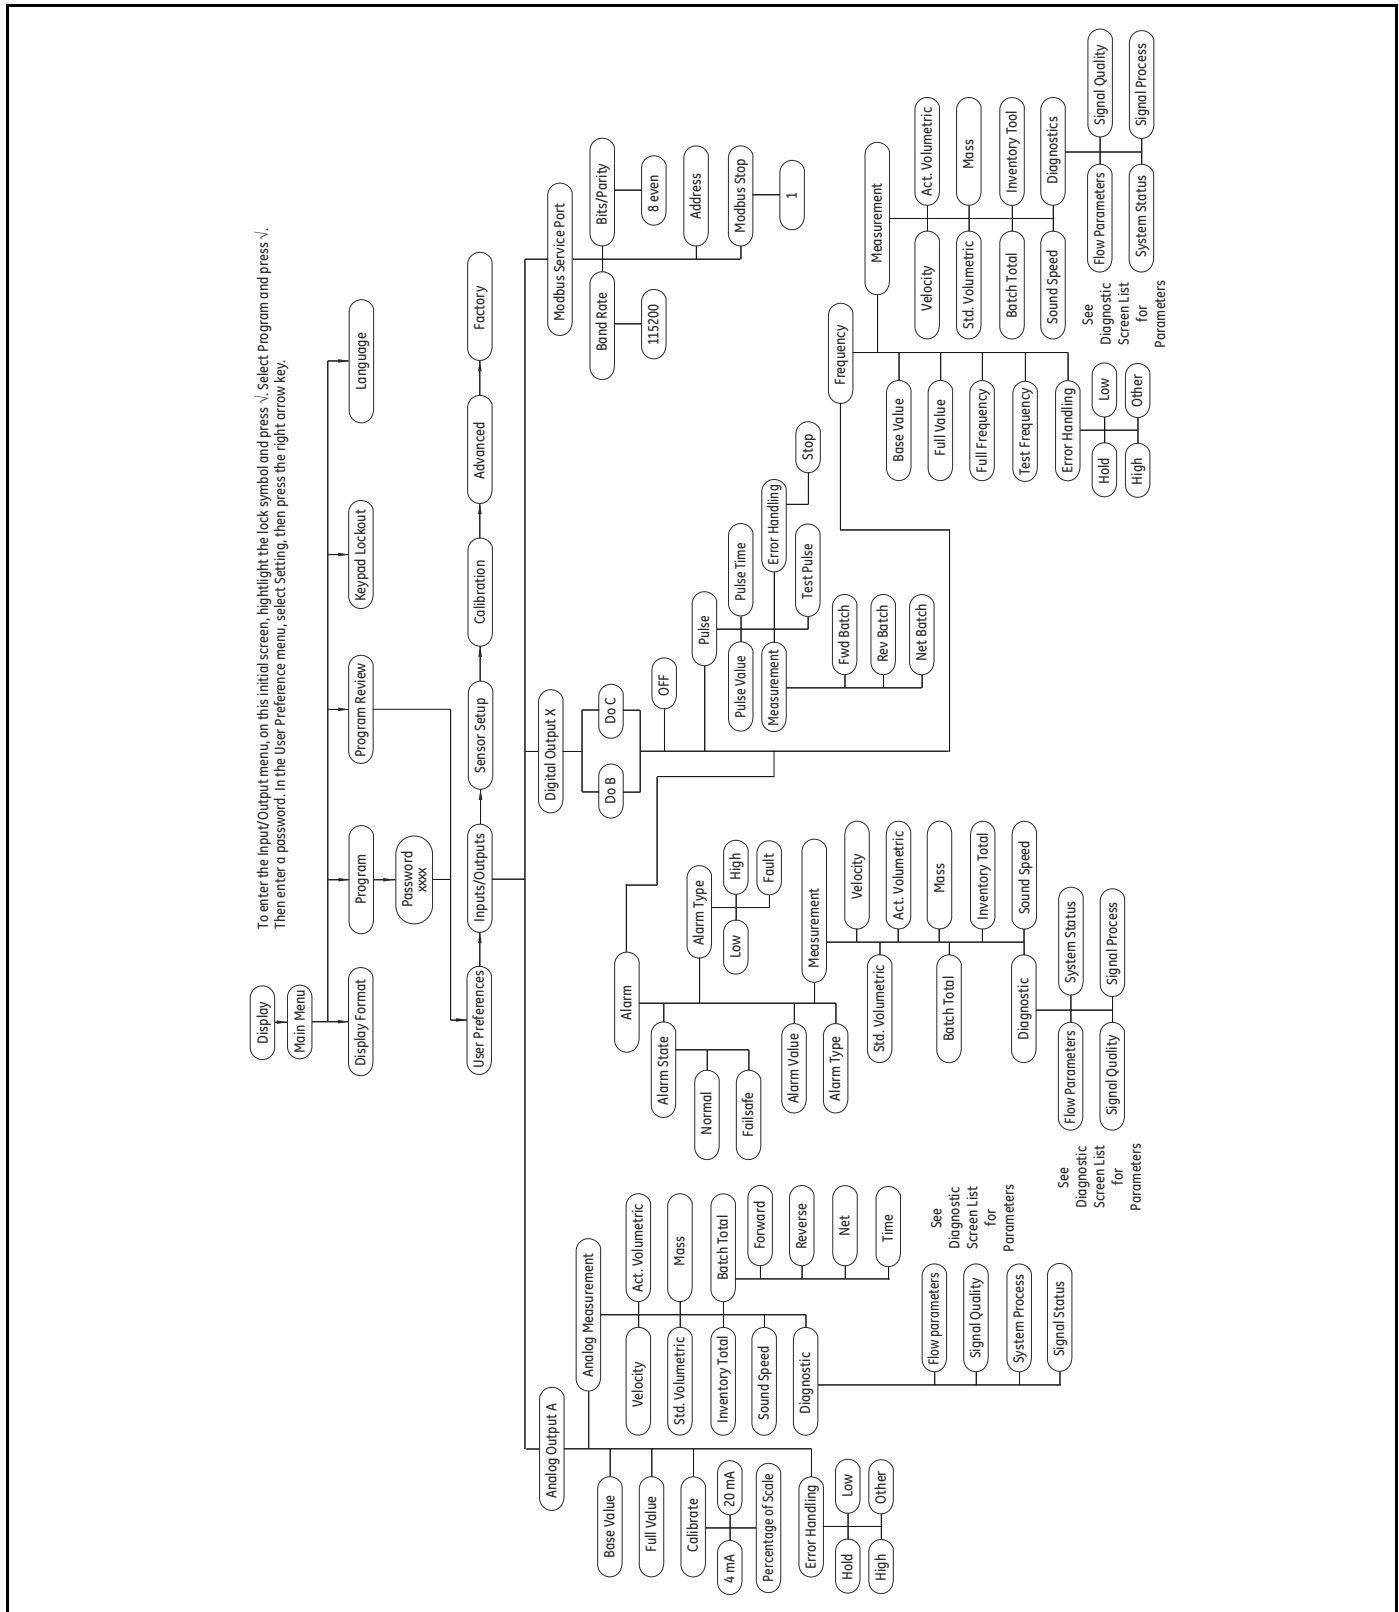 To enter the Input/Output menu, on this initial screen, hightlight the lock symbol and press √. Select Program and press √.
Then enter a password. In the User Preference menu, select Setting, then press the right arrow key.
Display
Main Menu
Display Format
Program
Program Review
Keypad Lockout
Language
Password
xxxx
User Preferences
Inputs/Outputs
Sensor Setup
Calibration
Advanced
Factory
Analog Output A
Base Value
Full Value
Calibrate
4 mA
20 mA
Percentage of Scale
Error Handling
Hold
Low
High
Other
Analog Measurement
Velocity
Act. Volumetric
Std. Volumetric
Mass
Inventory Total
Batch Total
Forward
Reverse
Net
Time
Sound Speed
Diagnostic
Flow parameters
Signal Quality
System Process
Signal Status
See
Diagnostic
Screen List
for
Parameters
Digital Output X
Do B
Do C
Alarm
Alarm State
Normal
Failsafe
Alarm Type
Low
High
Fault
Alarm Value
Alarm Type
Measurement
Velocity
Std. Volumetric
Act. Volumetric
Mass
Batch Total
Inventory Total
Sound Speed
Diagnostic
Flow Parameters
System Status
Signal Quality
Signal Process
See
Diagnostic
Screen List
for
Parameters
OFF
Pulse
Pulse Value
Pulse Time
Measurement
Error Handling
Stop
Test Pulse
Fwd Batch
Rev Batch
Net Batch
Frequency
Base Value
Full Value
Full Frequency
Test Frequency
Error Handling
Hold
Low
High
Other
Measurement
Velocity
Act. Volumetric
Std. Volumetric
Mass
Batch Total
Inventory Tool
Sound Speed
Diagnostics
Flow Parameters
Signal Quality
System Status
Signal Process
See
Diagnostic
Screen List
for
Parameters
Modbus Service Port
Band Rate
115200
Bits/Parity
8 even
Address
Modbus Stop
1